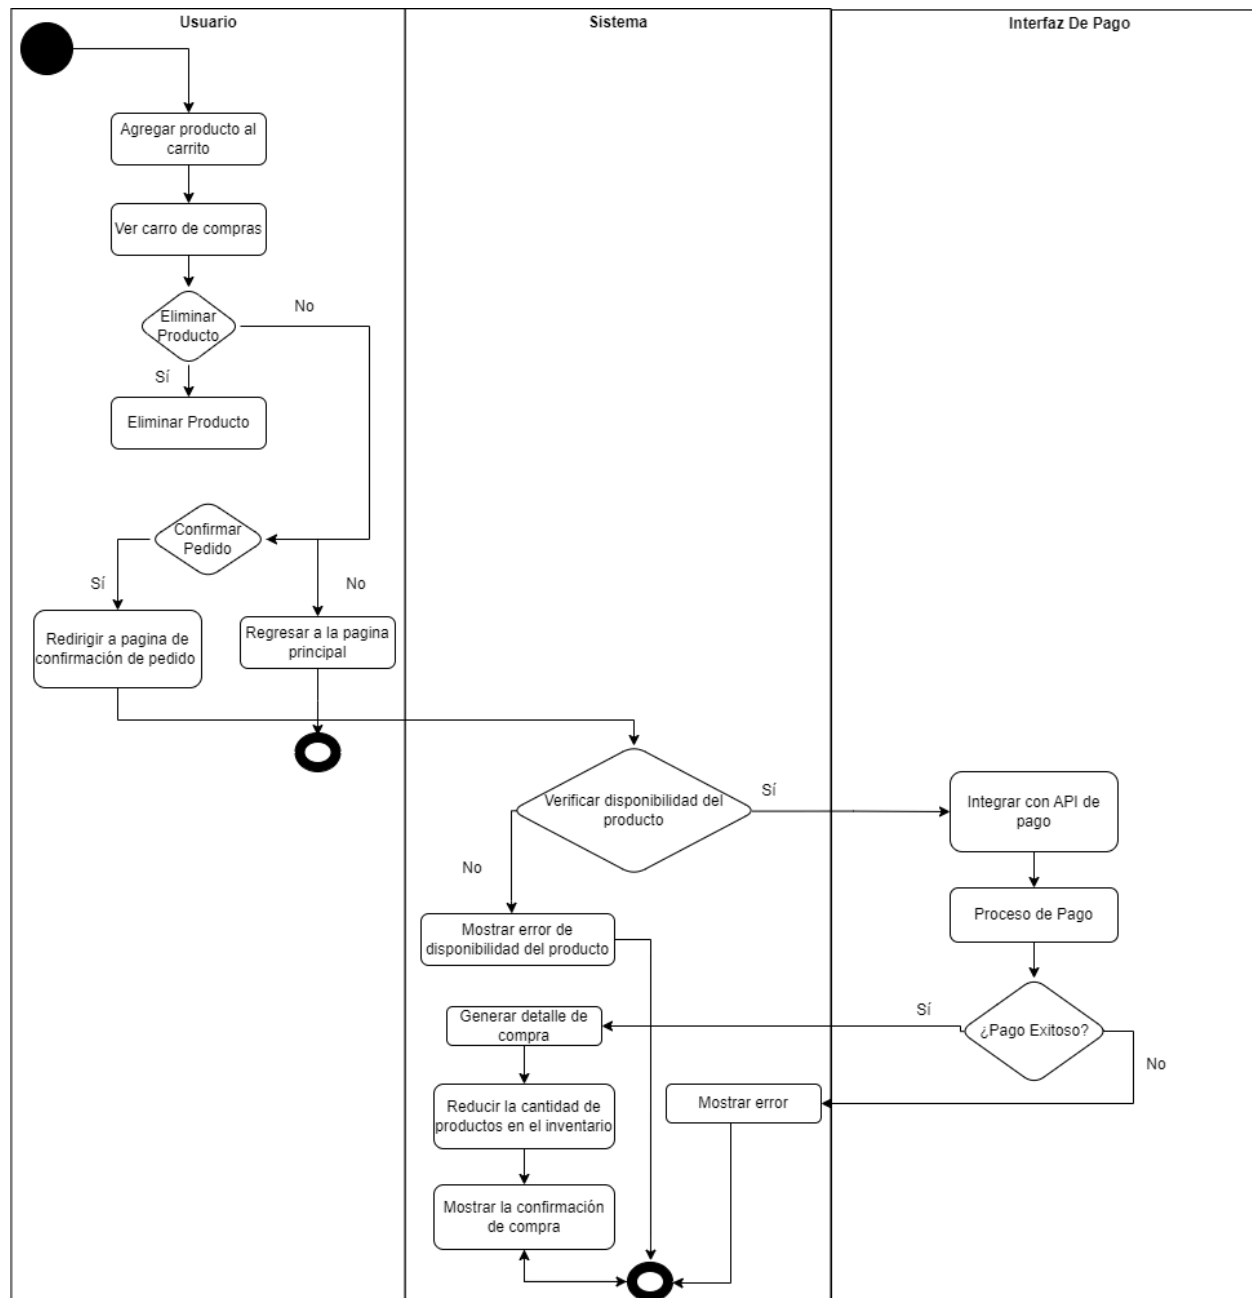 Usuario
Sistema
Interfaz De Pago
Agregar producto al
carrito
Ver carro de compras
Eliminar
Producto
No
Sí
Eliminar Producto
Confirmar
Pedido
Sí
No
Redirigir a pagina de
confirmación de pedido
Regresar a la pagina
principal
Verificar disponibilidad del
producto
Sí
No
Integrar con API de
pago
Proceso de Pago
Mostrar error de
disponibilidad del producto
¿Pago Exitoso?
Sí
No
Generar detalle de
compra
Mostrar error
Reducir la cantidad de
productos en el inventario
Mostrar la confirmación
de compra